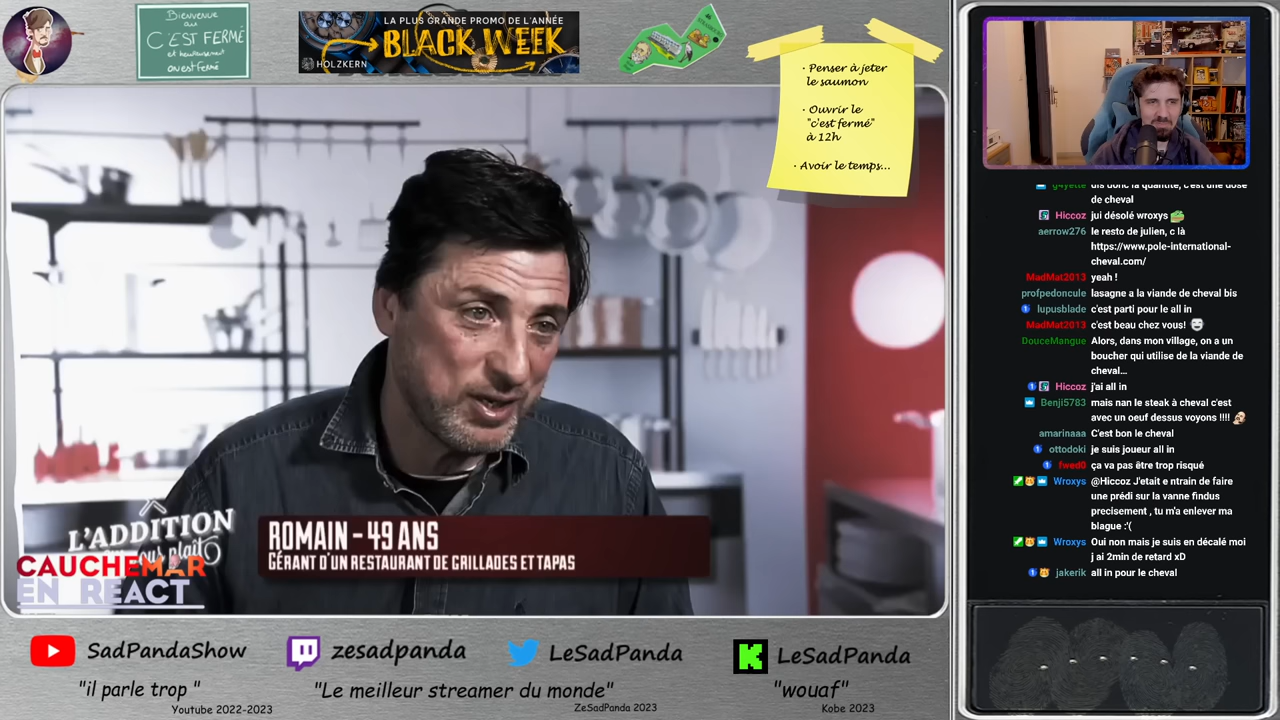 Bienvenue
au
C'EST FERMÉ
et heureusement
on est fermé
LA PLUS GRANDE PROMO DE L'ANNÉE
BLACK WEEK
HOLZKERN
· Penser à jeter
le saumon
· Ouvrir le
"c'est fermé"
à 12h
· Avoir le temps...
L'ADDITION
CAUCHEMAR
EN REACT
ROMAIN - 49 ANS
GÉRANT D'UN RESTAURANT DE GRILLADES ET TAPAS
SadPandaShow
zesadpanda
LeSadPanda
LeSadPanda
"il parle trop "
Youtube 2022-2023
"Le meilleur streamer du monde"
ZeSadPanda 2023
"wouaf"
Kobe 2023
g4yette dis donc la quantité, c'est une dose
de cheval
Hiccoz jui désolé wroxys
aerrow276 le resto de julien, c là
https://www.pole-international-
cheval.com/
MadMat2013 yeah !
profpedoncule lasagne a la viande de cheval bis
lupusblade c'est parti pour le all in
MadMat2013 c'est beau chez vous!
DouceMangue Alors, dans mon village, on a un
boucher qui utilise de la viande de
cheval...
Hiccoz j'ai all in
Benji5783 mais nan le steak à cheval c'est
avec un oeuf dessus voyons !!!!
amarinaaa C'est bon le cheval
ottodoki je suis joueur all in
fwed0 ça va pas être trop risqué
Wroxys @Hiccoz J'etait e ntrain de faire
une prédi sur la vanne findus
precisement , tu m'a enlever ma
blague :'(
Wroxys Oui non mais je suis en décalé moi
j ai 2min de retard xD
jakerik all in pour le cheval